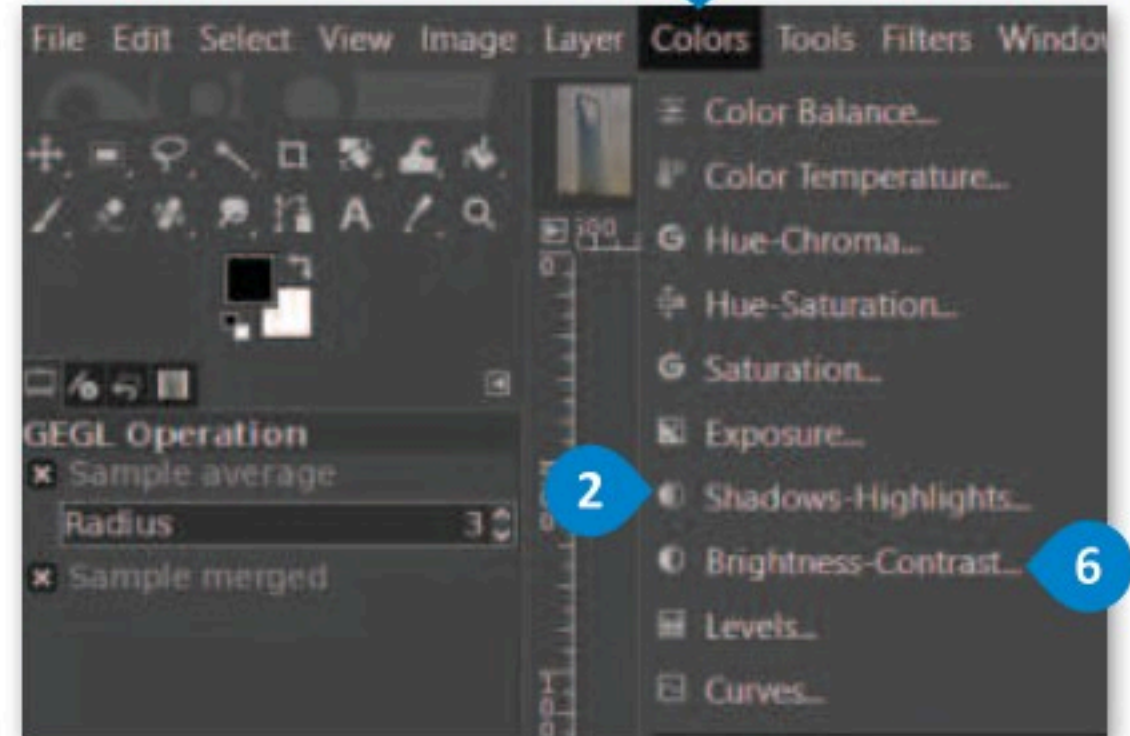 File Edit Select View Image Layer Colors Tools Filters
Color Balance...
Color Temperature...
Hue-Chroma...
Hue-Saturation...
Saturation...
Exposure...
2 Shadows-Highlights...
Brightness-Contrast... 6
Levels...
Curves...
GEGL Operation
Sample average
Radius 3
Sample merged